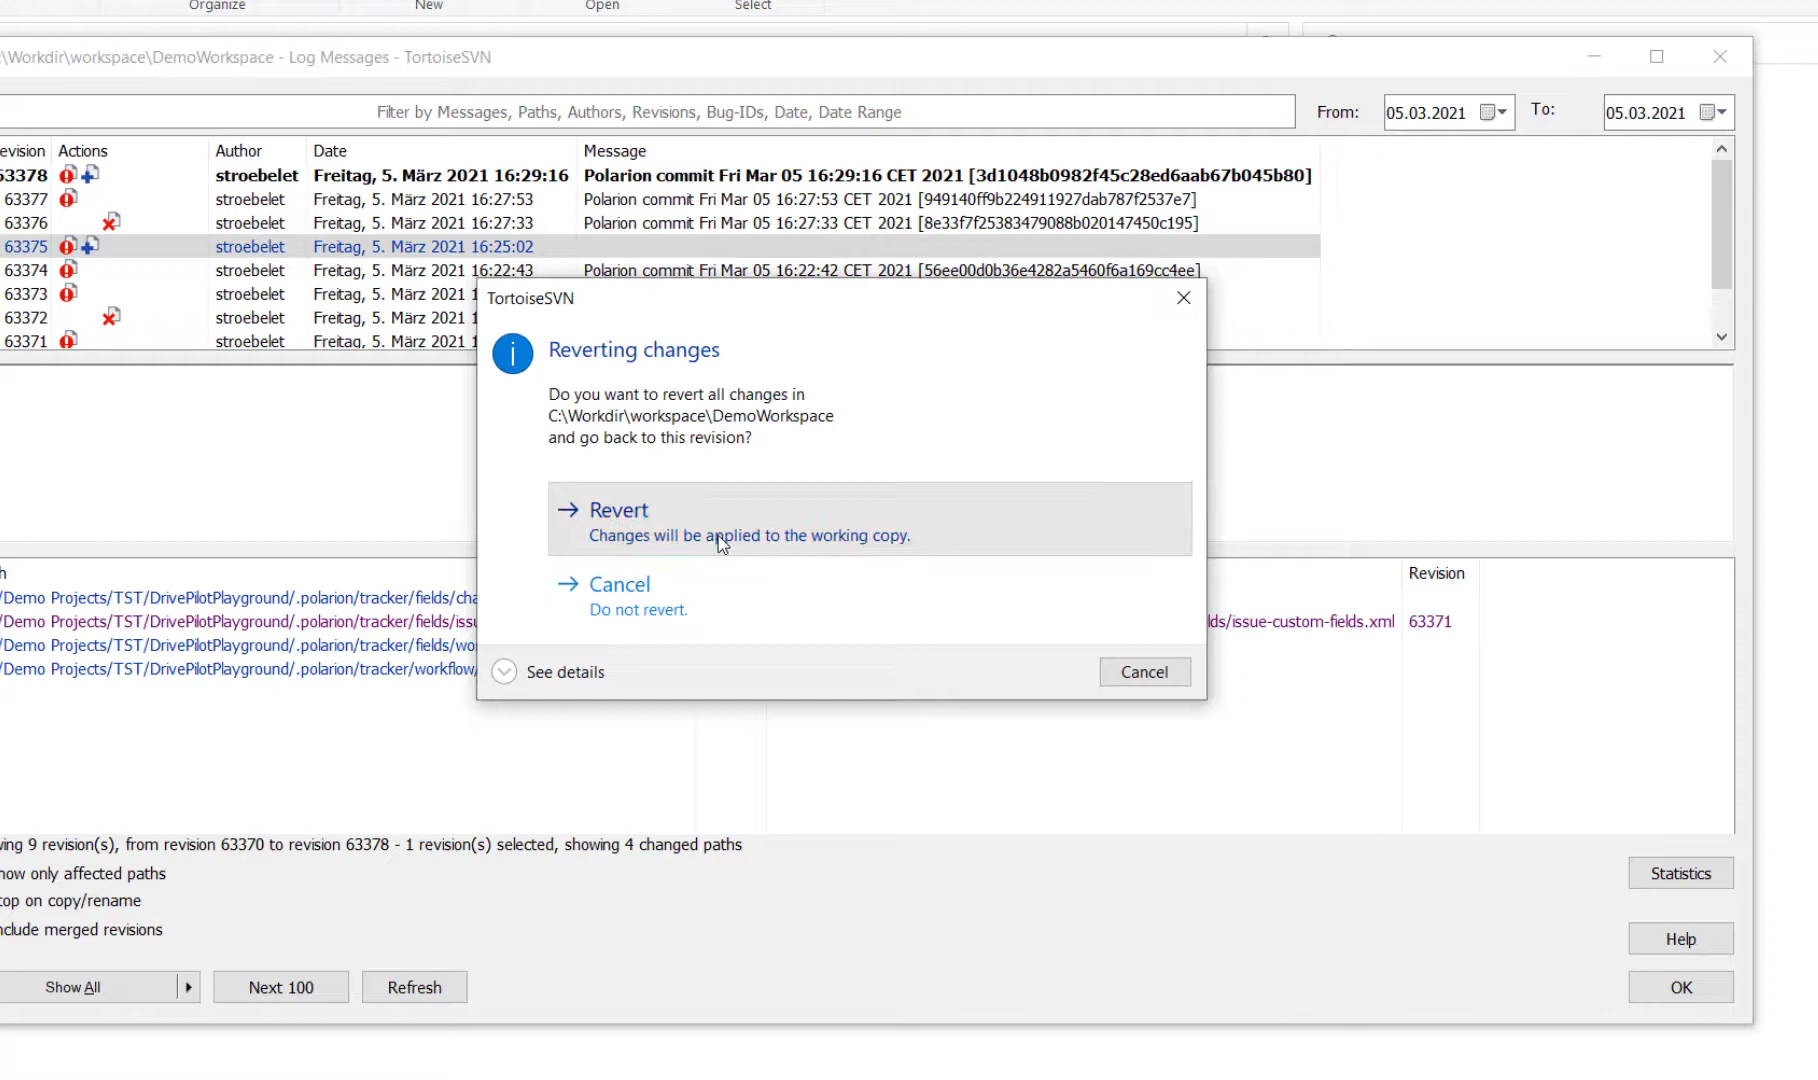 Organize New Open Select
:\Workdir\workspace\DemoWorkspace - Log Messages - TortoiseSVN
Filter by Messages, Paths, Authors, Revisions, Bug-IDs, Date, Date Range From: 05.03.2021 To: 05.03.2021
evision Actions Author Date Message
63378 stroebelet Freitag, 5. März 2021 16:29:16 Polarion commit Fri Mar 05 16:29:16 CET 2021 [3d1048b0982f45c28ed6aab67b045b80]
63377 stroebelet Freitag, 5. März 2021 16:27:53 Polarion commit Fri Mar 05 16:27:53 CET 2021 [949140ff9b224911927dab787f2537e7]
63376 stroebelet Freitag, 5. März 2021 16:27:33 Polarion commit Fri Mar 05 16:27:33 CET 2021 [8e33f7f25383479088b020147450c195]
63375 stroebelet Freitag, 5. März 2021 16:25:02
63374 stroebelet Freitag, 5. März 2021 16:22:43 Polarion commit Fri Mar 05 16:22:42 CET 2021 [56ee00d0b36e4282a5460f6a169cc4ee]
63373 stroebelet Freitag, 5. März 2021 1
63372 stroebelet Freitag, 5. März 2021 1
63371 stroebelet Freitag, 5. März 2021 1
TortoiseSVN
Reverting changes
Do you want to revert all changes in
C:\Workdir\workspace\DemoWorkspace
and go back to this revision?
Revert
Changes will be applied to the working copy.
Cancel
Do not revert.
See details Cancel
h Revision
/Demo Projects/TST/DrivePilotPlayground/.polarion/tracker/fields/cha
/Demo Projects/TST/DrivePilotPlayground/.polarion/tracker/fields/issu lds/issue-custom-fields.xml 63371
/Demo Projects/TST/DrivePilotPlayground/.polarion/tracker/fields/wo
/Demo Projects/TST/DrivePilotPlayground/.polarion/tracker/workflow/
ving 9 revision(s), from revision 63370 to revision 63378 - 1 revision(s) selected, showing 4 changed paths
how only affected paths Statistics
top on copy/rename
nclude merged revisions Help
Show All Next 100 Refresh OK